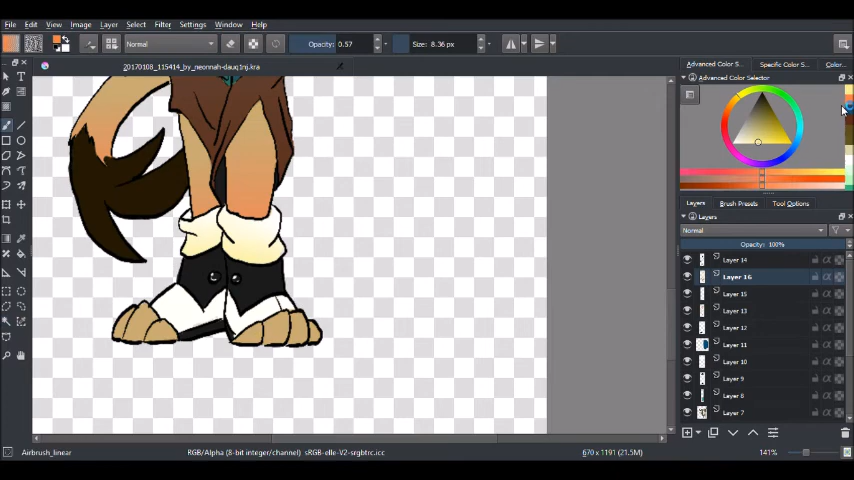 File Edit View Image Layer Select Filter Settings Window Help
Normal Opacity: 0.57 Size: 8.36 px
20170108_115414_by_neonnah-dauq1nj.kra
Advanced Color S... Specific Color S... Color...
Advanced Color Selector
Layers Brush Presets Tool Options
Layers
Normal
Opacity: 100%
Layer 14
Layer 16
Layer 15
Layer 13
Layer 12
Layer 11
Layer 10
Layer 9
Layer 8
Layer 7
Airbrush_linear RGB/Alpha (8-bit integer/channel) sRGB-elle-V2-srgbtrc.icc 670 x 1191 (21.5M) 141%